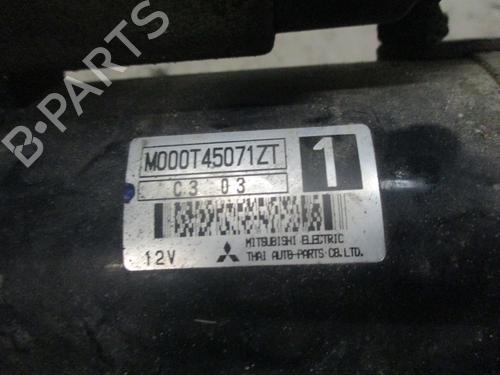 B-PARTS
M000T45071ZT
1
C3 03
12V
MITSUBISHI ELECTRIC
THAI AUTO-PARTS CO.,LTD.